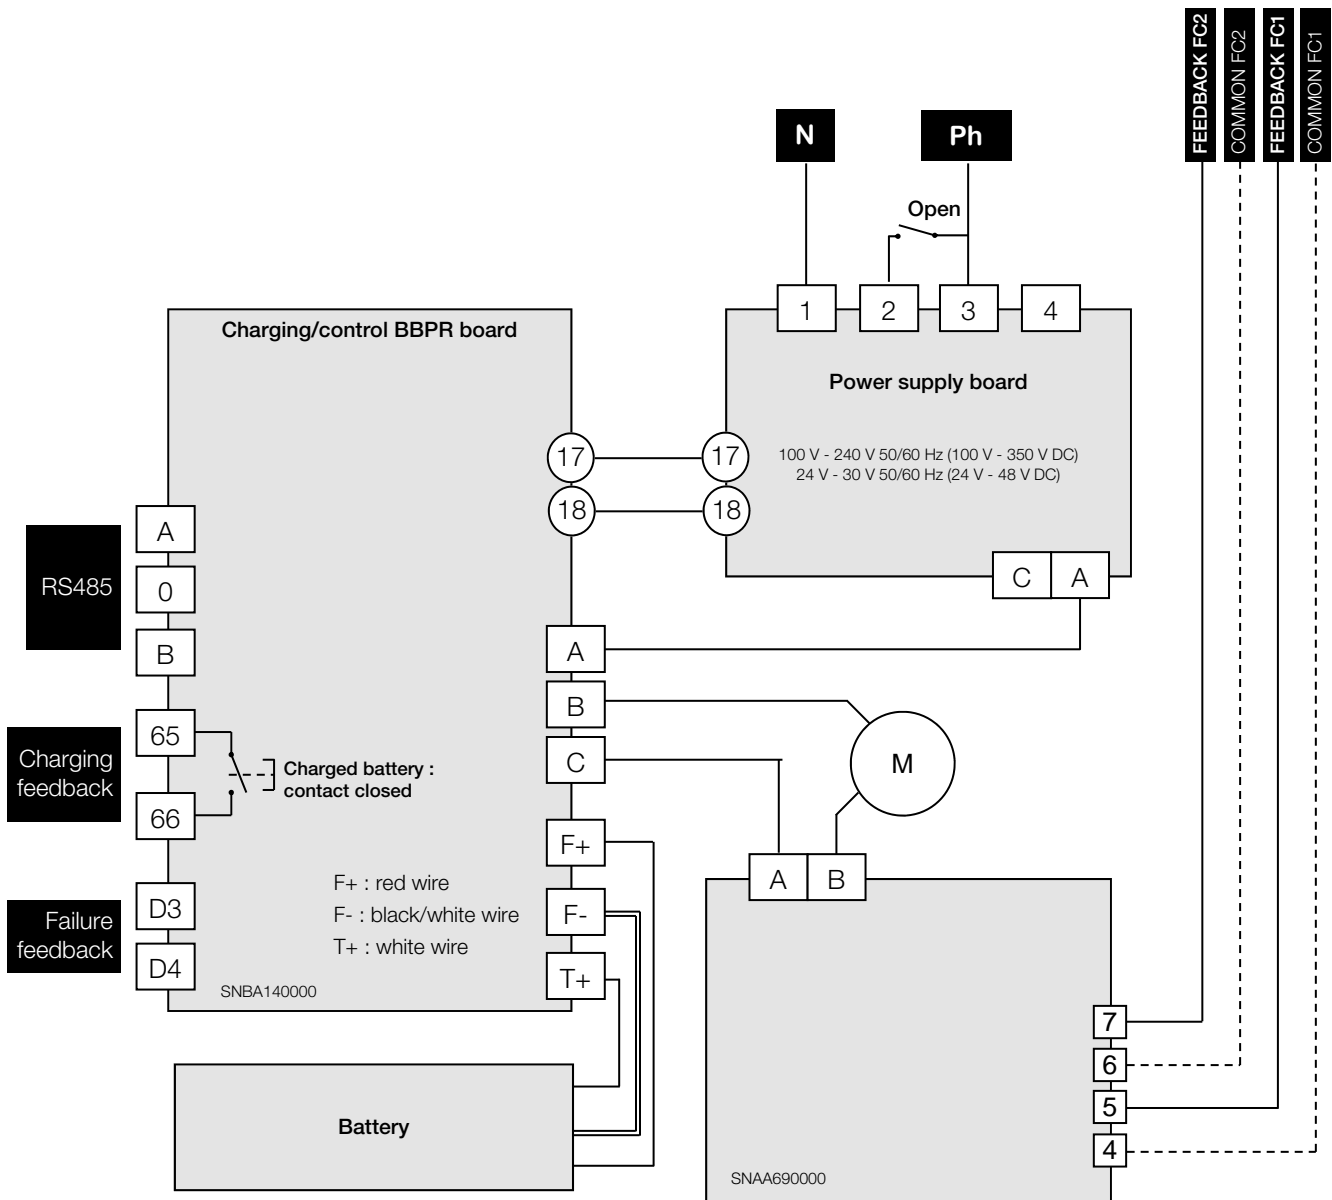 FEEDBACK FC2
COMMON FC2
FEEDBACK FC1
COMMON FC1
N
Ph
Open
1
2
3
4
Charging/control BBPR board
Power supply board
17
17
100 V - 240 V 50/60 Hz (100 V - 350 V DC)
24 V - 30 V 50/60 Hz (24 V - 48 V DC)
18
18
RS485
A
0
B
C
A
A
B
C
M
Charging
feedback
65
66
Charged battery :
contact closed
F+
F-
T+
F+ : red wire
F- : black/white wire
T+ : white wire
Failure
feedback
D3
D4
SNBA140000
A
B
7
6
5
4
Battery
SNAA690000